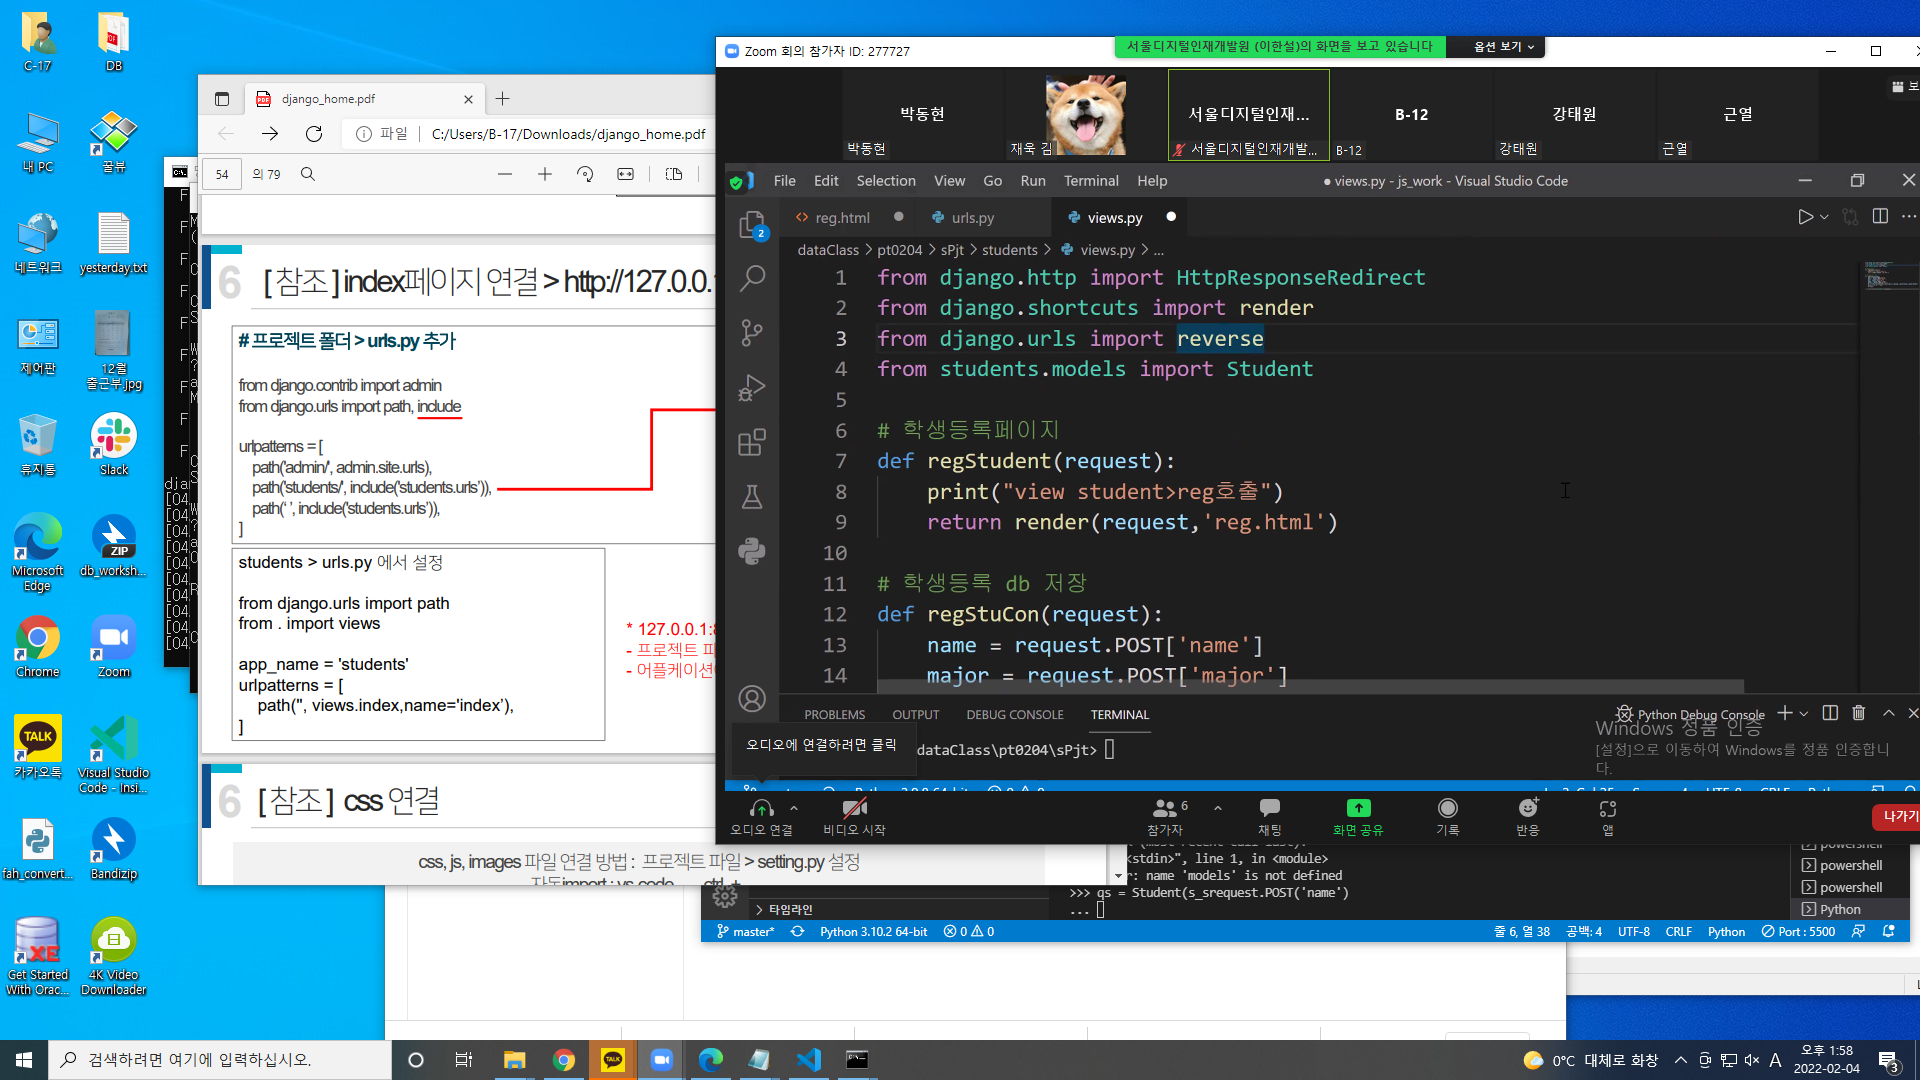 C-17
DB
내 PC
꿀뷰
네트워크
yesterday.txt
제어판
12월
출근부.jpg
휴지통
Slack
Microsoft
Edge
db_worksh...
Chrome
Zoom
카카오톡
Visual Studio
Code - Insi...
fah_convert...
Bandizip
Get Started
With Orac...
4K Video
Downloader
django_home.pdf
파일
C:/Users/B-17/Downloads/django_home.pdf
54 의 79
6 [ 참조 ] index페이지 연결 > http://127.0.0.1
# 프로젝트 폴더 > urls.py 추가
from django.contrib import admin
from django.urls import path, include
urlpatterns = [
path('admin/', admin.site.urls),
path('students/', include('students.urls')),
path(' ', include('students.urls')),
]
students > urls.py 에서 설정
from django.urls import path
from . import views
app_name = 'students'
urlpatterns = [
path('', views.index,name='index'),
]
* 127.0.0.1:8
- 프로젝트 파
- 어플케이션
6 [ 참조 ] css 연결
css, js, images 파일 연결 방법 : 프로젝트 파일 > setting.py 설정
Zoom 회의 참가자 ID: 277727
서울디지털인재개발원 (이한설)의 화면을 보고 있습니다
옵션 보기
박동현
서울디지털인재...
B-12
강태원
근열
박동현
재욱 김
서울디지털인재개발...
B-12
강태원
근열
보
File Edit Selection View Go Run Terminal Help
● views.py - js_work - Visual Studio Code
reg.html
urls.py
views.py
2
dataClass > pt0204 > sPjt > students > views.py > ...
1 from django.http import HttpResponseRedirect
2 from django.shortcuts import render
3 from django.urls import reverse
4 from students.models import Student
5
6 # 학생등록페이지
7 def regStudent(request):
8 print("view student>reg호출")
9 return render(request,'reg.html')
10
11 # 학생등록 db 저장
12 def regStuCon(request):
13 name = request.POST['name']
14 major = request.POST['major']
PROBLEMS OUTPUT DEBUG CONSOLE TERMINAL
Python Debug Console
Windows 정품 인증
[설정]으로 이동하여 Windows를 정품 인증합니
다.
오디오에 연결하려면 클릭
dataClass\pt0204\sPjt>
오디오 연결
비디오 시작
6
참가자
채팅
화면 공유
기록
반응
앱
나가기
<stdin>", line 1, in <module>
r: name 'models' is not defined
>>> qs = Student(s_srequest.POST('name')
...
powershell
powershell
powershell
Python
타임라인
master*
Python 3.10.2 64-bit
0 0
줄 6, 열 38
공백: 4
UTF-8
CRLF
Python
Port : 5500
검색하려면 여기에 입력하십시오.
0°C 대체로 화창
A
오후 1:58
2022-02-04
3